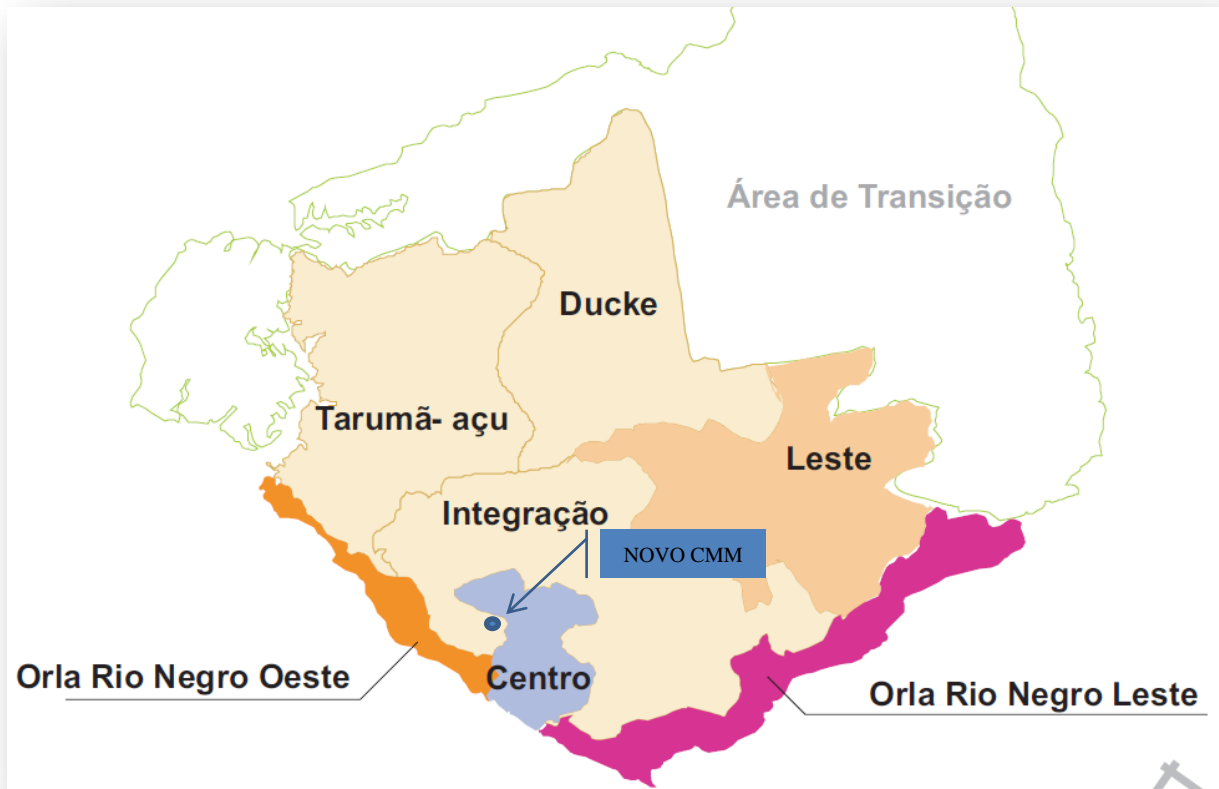 Área de Transição
Ducke
Tarumã- açu
Leste
Integração
NOVO CMM
Orla Rio Negro Oeste
Centro
Orla Rio Negro Leste